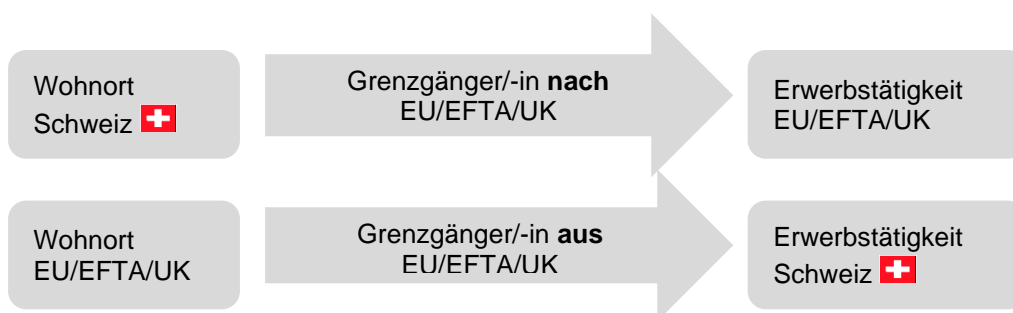 Wohnort
Schweiz
Grenzgänger/-in nach
EU/EFTA/UK
Erwerbstätigkeit
EU/EFTA/UK
Wohnort
EU/EFTA/UK
Grenzgänger/-in aus
EU/EFTA/UK
Erwerbstätigkeit
Schweiz